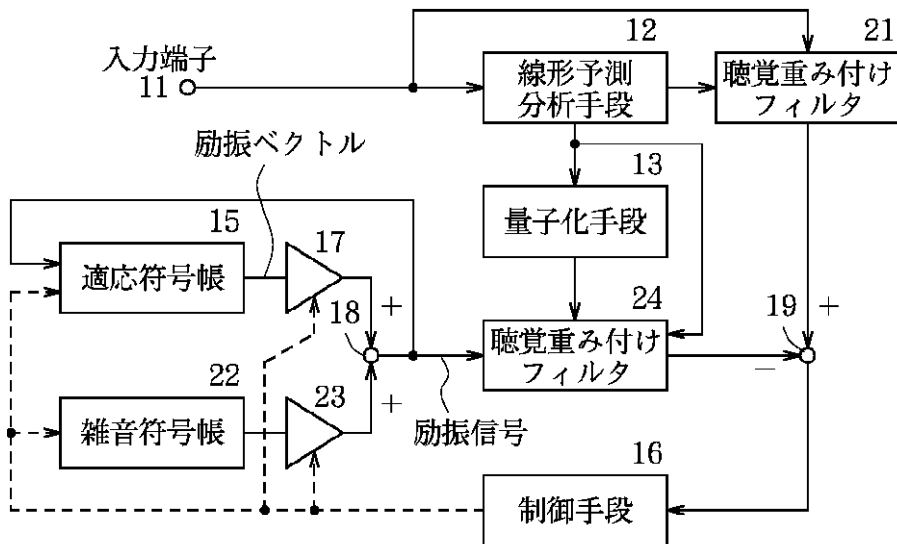 12
21
入力端子
11
線形予測
分析手段
聴覚重み付け
フィルタ
励振ベクトル
13
量子化手段
15
17
適応符号帳
+
18
24
19
+
聴覚重み付け
フィルタ
−
22
23
+
雑音符号帳
励振信号
16
制御手段